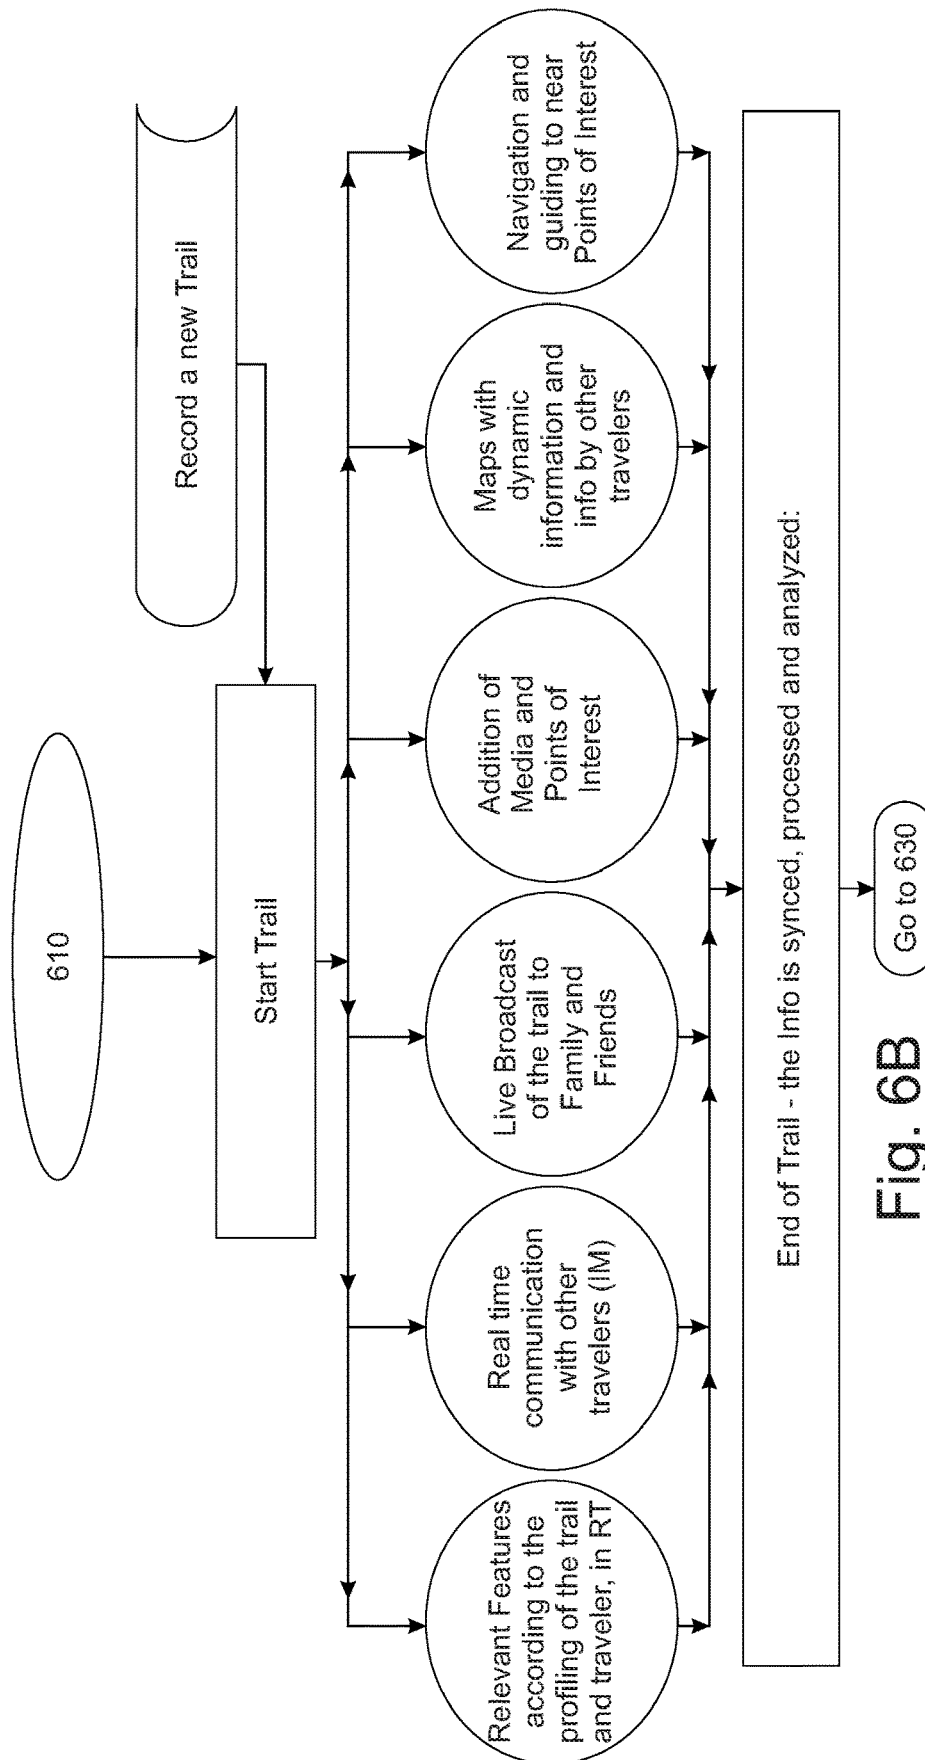 610
Record a new Trail
Start Trail
Relevant Features
according to the
profiling of the trail
and traveler, in RT
Real time
communication
with other
travelers (IM)
Live Broadcast
of the trail to
Family and
Friends
Addition of
Media and
Points of
Interest
Maps with
dynamic
information and
info by other
travelers
Navigation and
guiding to near
Points of Interest
End of Trail - the Info is synced, processed and analyzed:
Go to 630
Fig. 6B